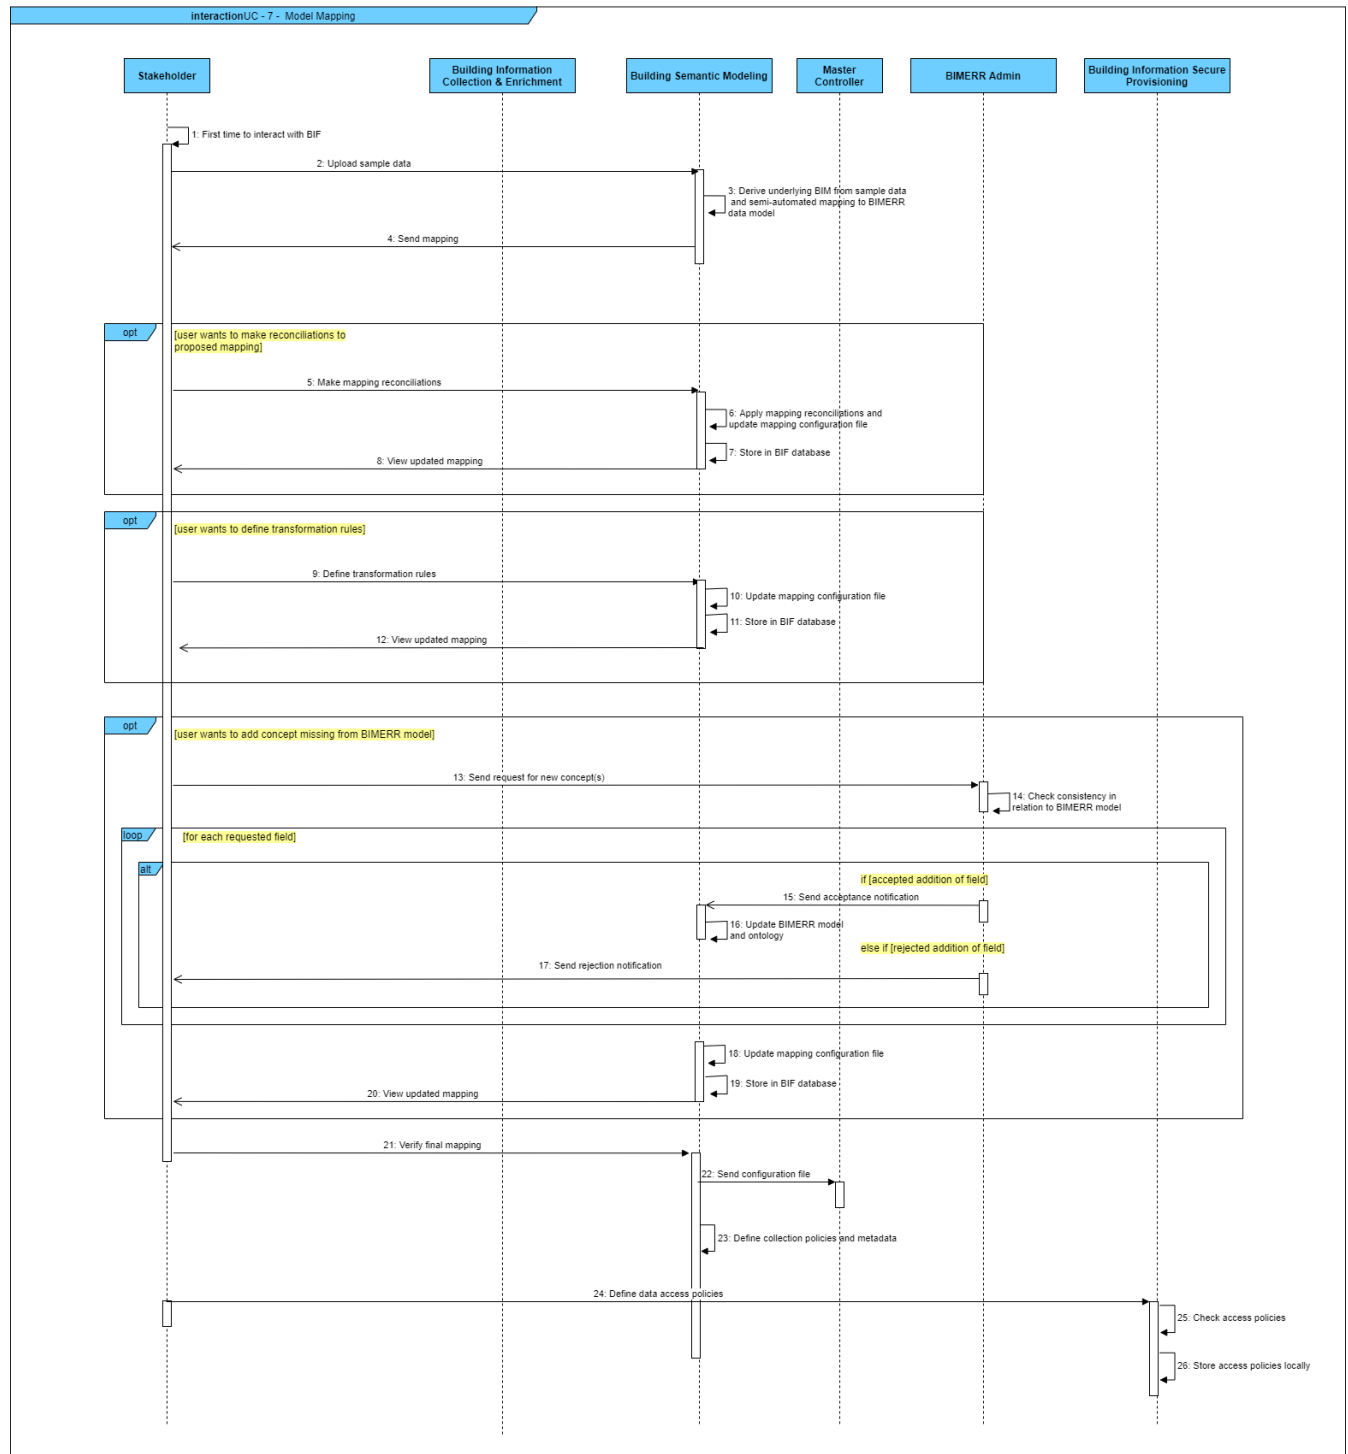 interactionUC - 7 - Model Mapping
Stakeholder
Building Information
Collection & Enrichment
Building Semantic Modeling
Master
Controller
BIMERR Admin
Building Information Secure
Provisioning
1: First time to interact with BIF
2: Upload sample data
3: Derive underlying BIM from sample data
and semi-automated mapping to BIMERR
data model
4: Send mapping
opt
[user wants to make reconciliations to
proposed mapping]
5: Make mapping reconciliations
6: Apply mapping reconciliations and
update mapping configuration file
7: Store in BIF database
8: View updated mapping
opt
[user wants to define transformation rules]
9: Define transformation rules
10: Update mapping configuration file
11: Store in BIF database
12: View updated mapping
opt
[user wants to add concept missing from BIMERR model]
13: Send request for new concept(s)
14: Check consistency in
relation to BIMERR model
loop
[for each requested field]
alt
if [accepted addition of field]
15: Send acceptance notification
16: Update BIMERR model
and ontology
else if [rejected addition of field]
17: Send rejection notification
18: Update mapping configuration file
19: Store in BIF database
20: View updated mapping
21: Verify final mapping
22: Send configuration file
23: Define collection policies and metadata
24: Define data access policies
25: Check access policies
26: Store access policies locally